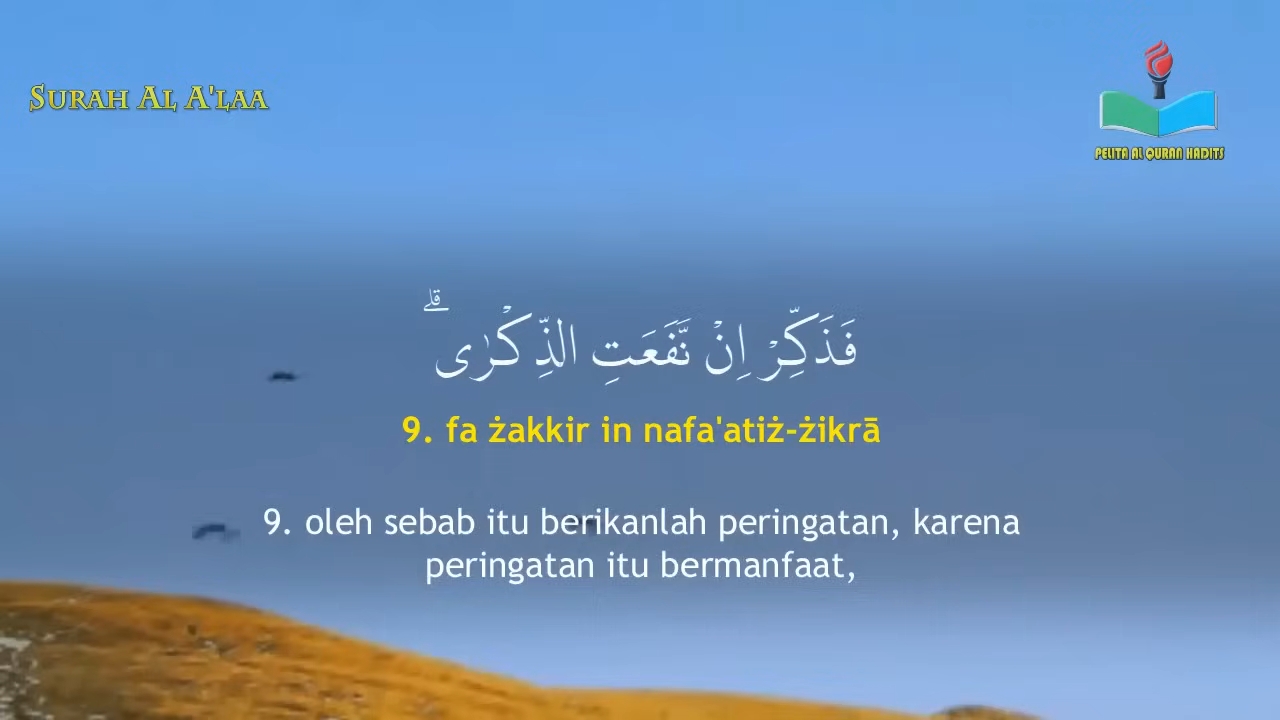 SURAH AL A'LAA
PELITA AL QURAN HADITS
فَذَكِّرْ اِنْ نَّفَعَتِ الذِّكْرٰىۗ
9. fa żakkir in nafa'atiż-żikrā
9. oleh sebab itu berikanlah peringatan, karena
peringatan itu bermanfaat,